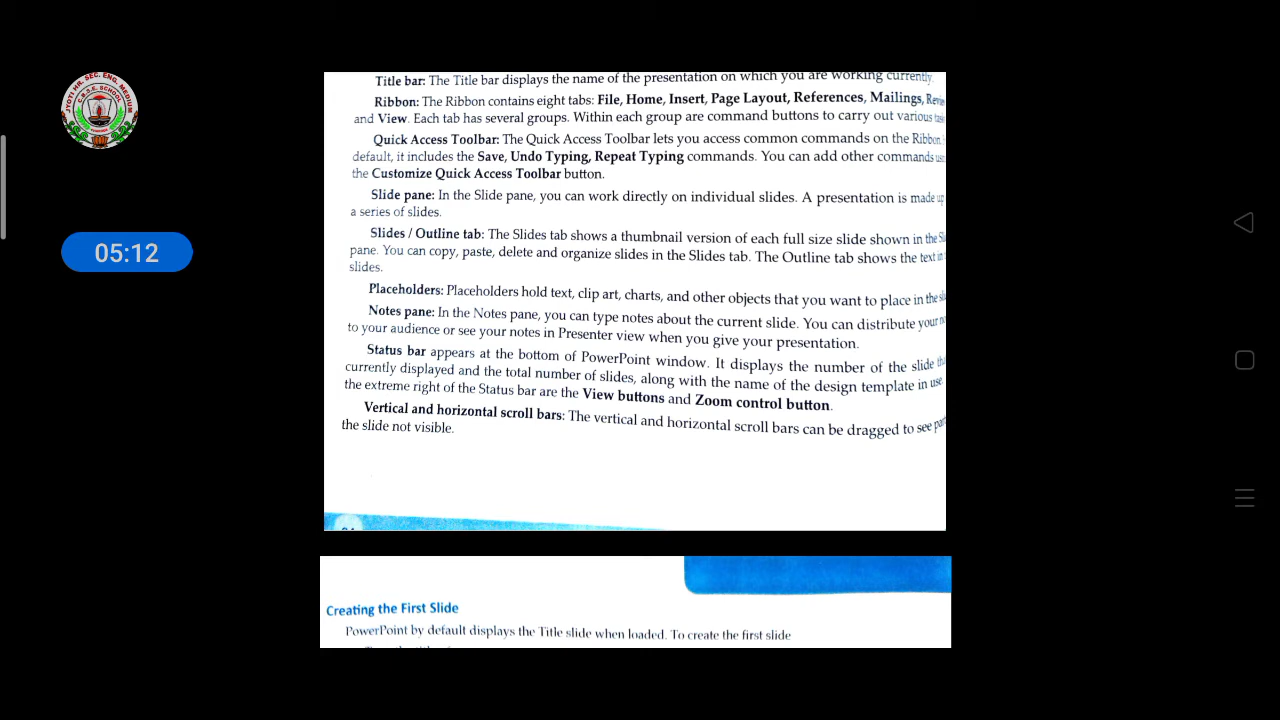 JYOTI HR. SEC. ENG. MEDIUM
C.B.S.E. SCHOOL
05:12
Title bar: The Title bar displays the name of the presentation on which you are working currently.
Ribbon: The Ribbon contains eight tabs: File, Home, Insert, Page Layout, References, Mailings,
and View. Each tab has several groups. Within each group are command buttons to carry out various
Quick Access Toolbar: The Quick Access Toolbar lets you access common commands on the Ribbon.
default, it includes the Save, Undo Typing, Repeat Typing commands. You can add other commands
the Customize Quick Access Toolbar button.
Slide pane: In the Slide pane, you can work directly on individual slides. A presentation is made up
a series of slides.
Slides / Outline tab: The Slides tab shows a thumbnail version of each full size slide shown in the
pane. You can copy, paste, delete and organize slides in the Slides tab. The Outline tab shows the text in
slides.
Placeholders: Placeholders hold text, clip art, charts, and other objects that you want to place in the
Notes pane: In the Notes pane, you can type notes about the current slide. You can distribute your
to your audience or see your notes in Presenter view when you give your presentation.
Status bar appears at the bottom of PowerPoint window. It displays the number of the slide
currently displayed and the total number of slides, along with the name of the design template in use
the extreme right of the Status bar are the View buttons and Zoom control button.
Vertical and horizontal scroll bars: The vertical and horizontal scroll bars can be dragged to see
the slide not visible.
Creating the First Slide
PowerPoint by default displays the Title slide when loaded. To create the first slide